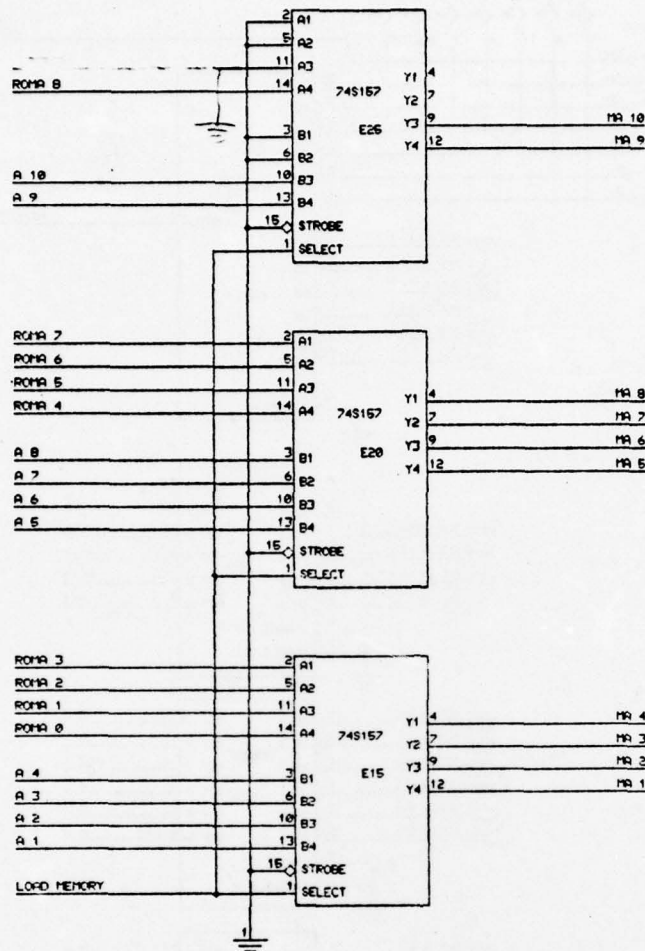 2 A1
5 A2
11 A3
ROMA 8 14 A4
74S157
E25
3 B1
6 B2
A 10 10 B3
A 9 13 B4
15 STROBE
1 SELECT
Y1 4
Y2 7
Y3 9 MA 10
Y4 12 MA 9
ROMA 7 2 A1
ROMA 6 5 A2
ROMA 5 11 A3
ROMA 4 14 A4
74S157
E20
A 8 3 B1
A 7 6 B2
A 6 10 B3
A 5 13 B4
15 STROBE
1 SELECT
Y1 4 MA 8
Y2 7 MA 7
Y3 9 MA 6
Y4 12 MA 5
ROMA 3 2 A1
ROMA 2 5 A2
ROMA 1 11 A3
ROMA 0 14 A4
74S157
E15
A 4 3 B1
A 3 6 B2
A 2 10 B3
A 1 13 B4
15 STROBE
LOAD MEMORY 1 SELECT
Y1 4 MA 4
Y2 7 MA 3
Y3 9 MA 2
Y4 12 MA 1
1